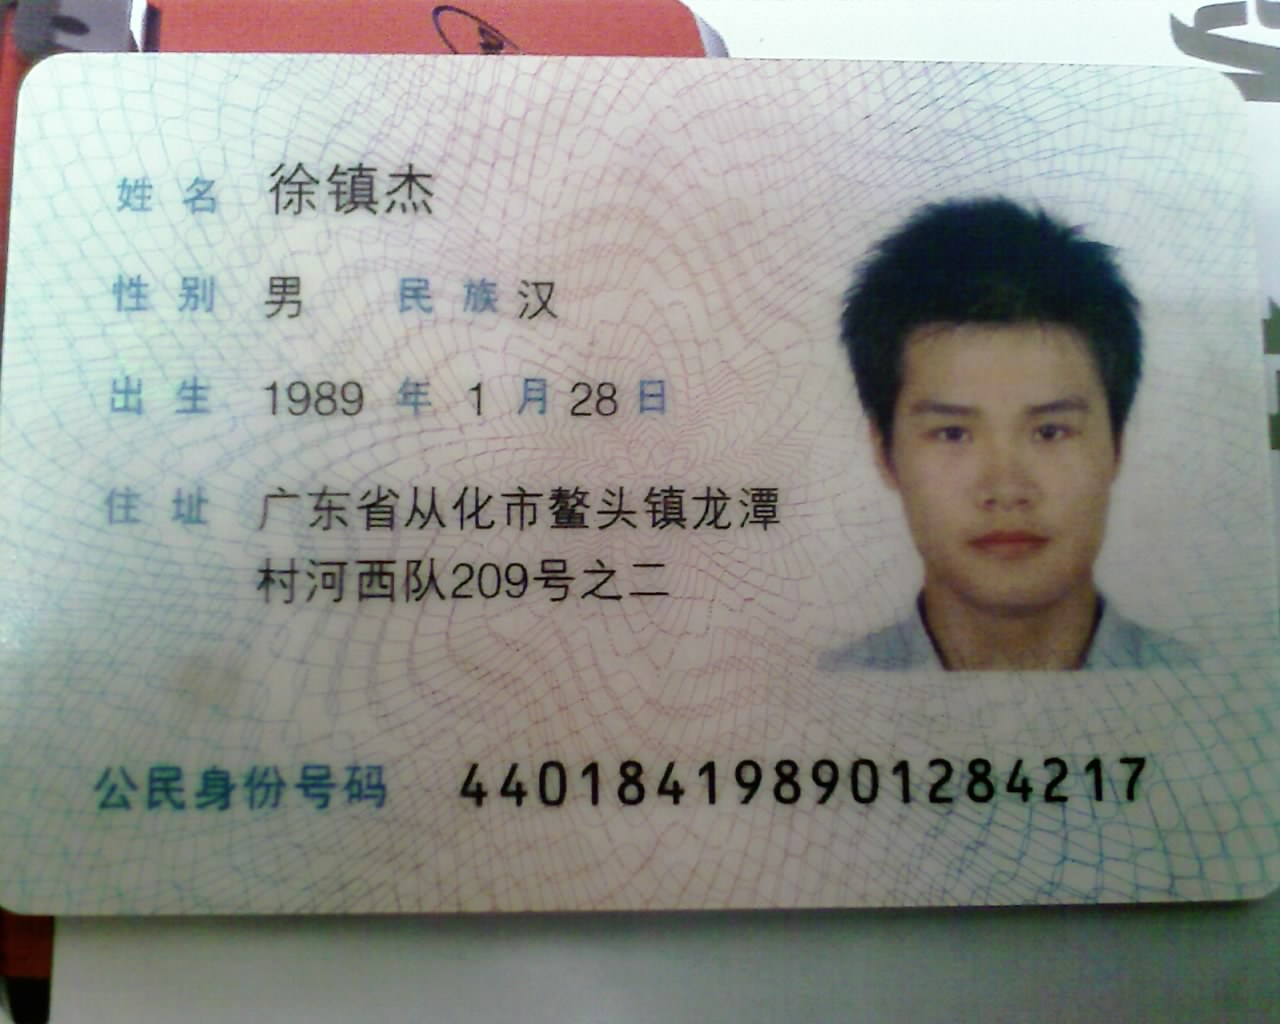 姓名 徐镇杰
性别 男 民族 汉
出生 1989 年 1 月 28 日
住址 广东省从化市鳌头镇龙潭
村河西队209号之二
公民身份号码 440184198901284217